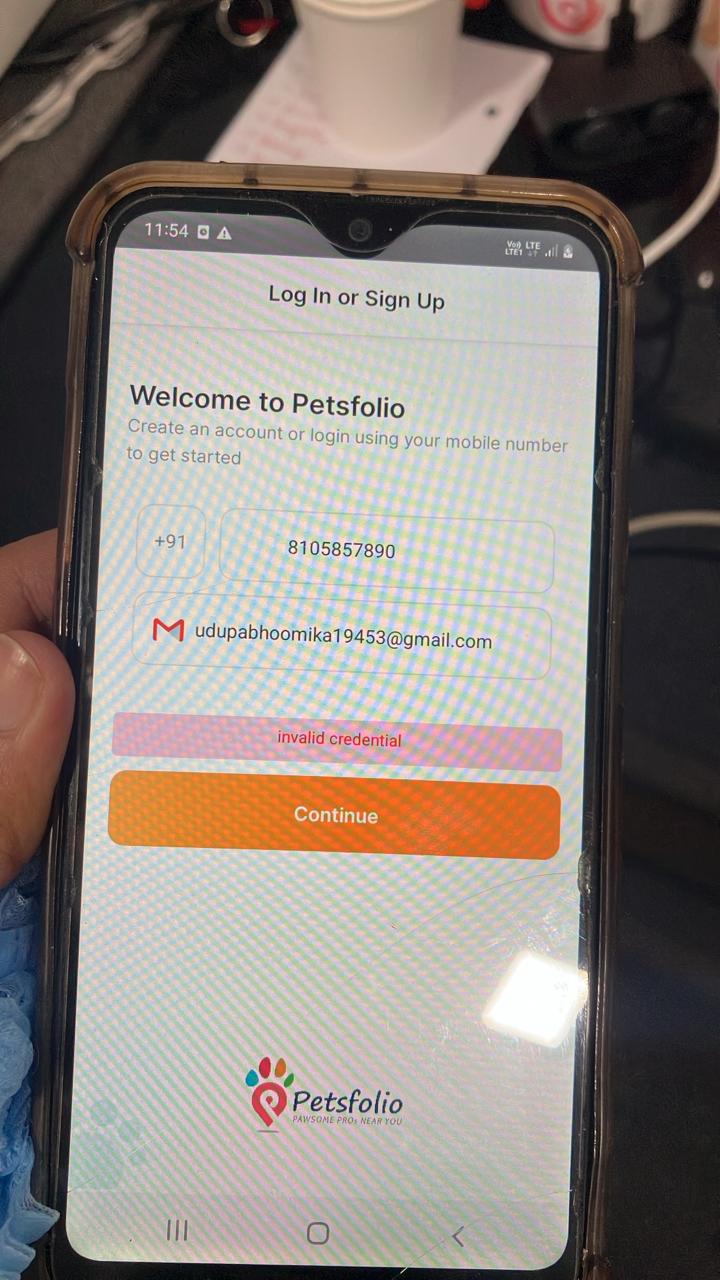 11:54
Vo) LTE
LTE1
Log In or Sign Up
Welcome to Petsfolio
Create an account or login using your mobile number
to get started
+91
8105857890
udupabhoomika19453@gmail.com
invalid credential
Continue
Petsfolio
PAWSOME PROs NEAR YOU